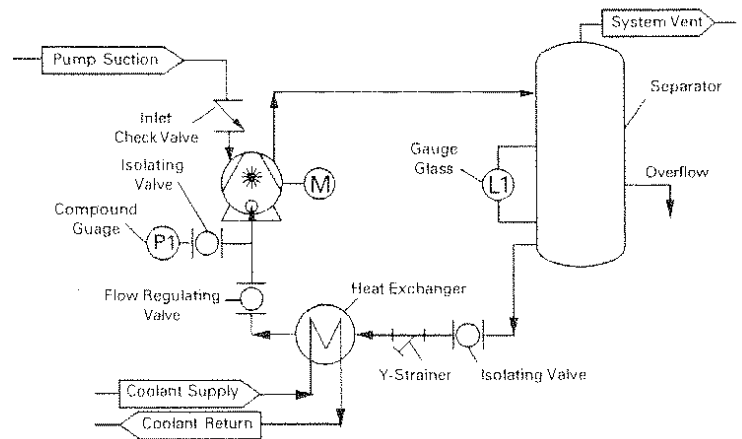 System Vent
Pump Suction
Inlet
Check Valve
Separator
Isolating
Valve
Gauge
Glass
M
L1
Overflow
Compound
Guage
P1
Heat Exchanger
Flow Regulating
Valve
Y-Strainer
Isolating Valve
Coolant Supply
Coolant Return